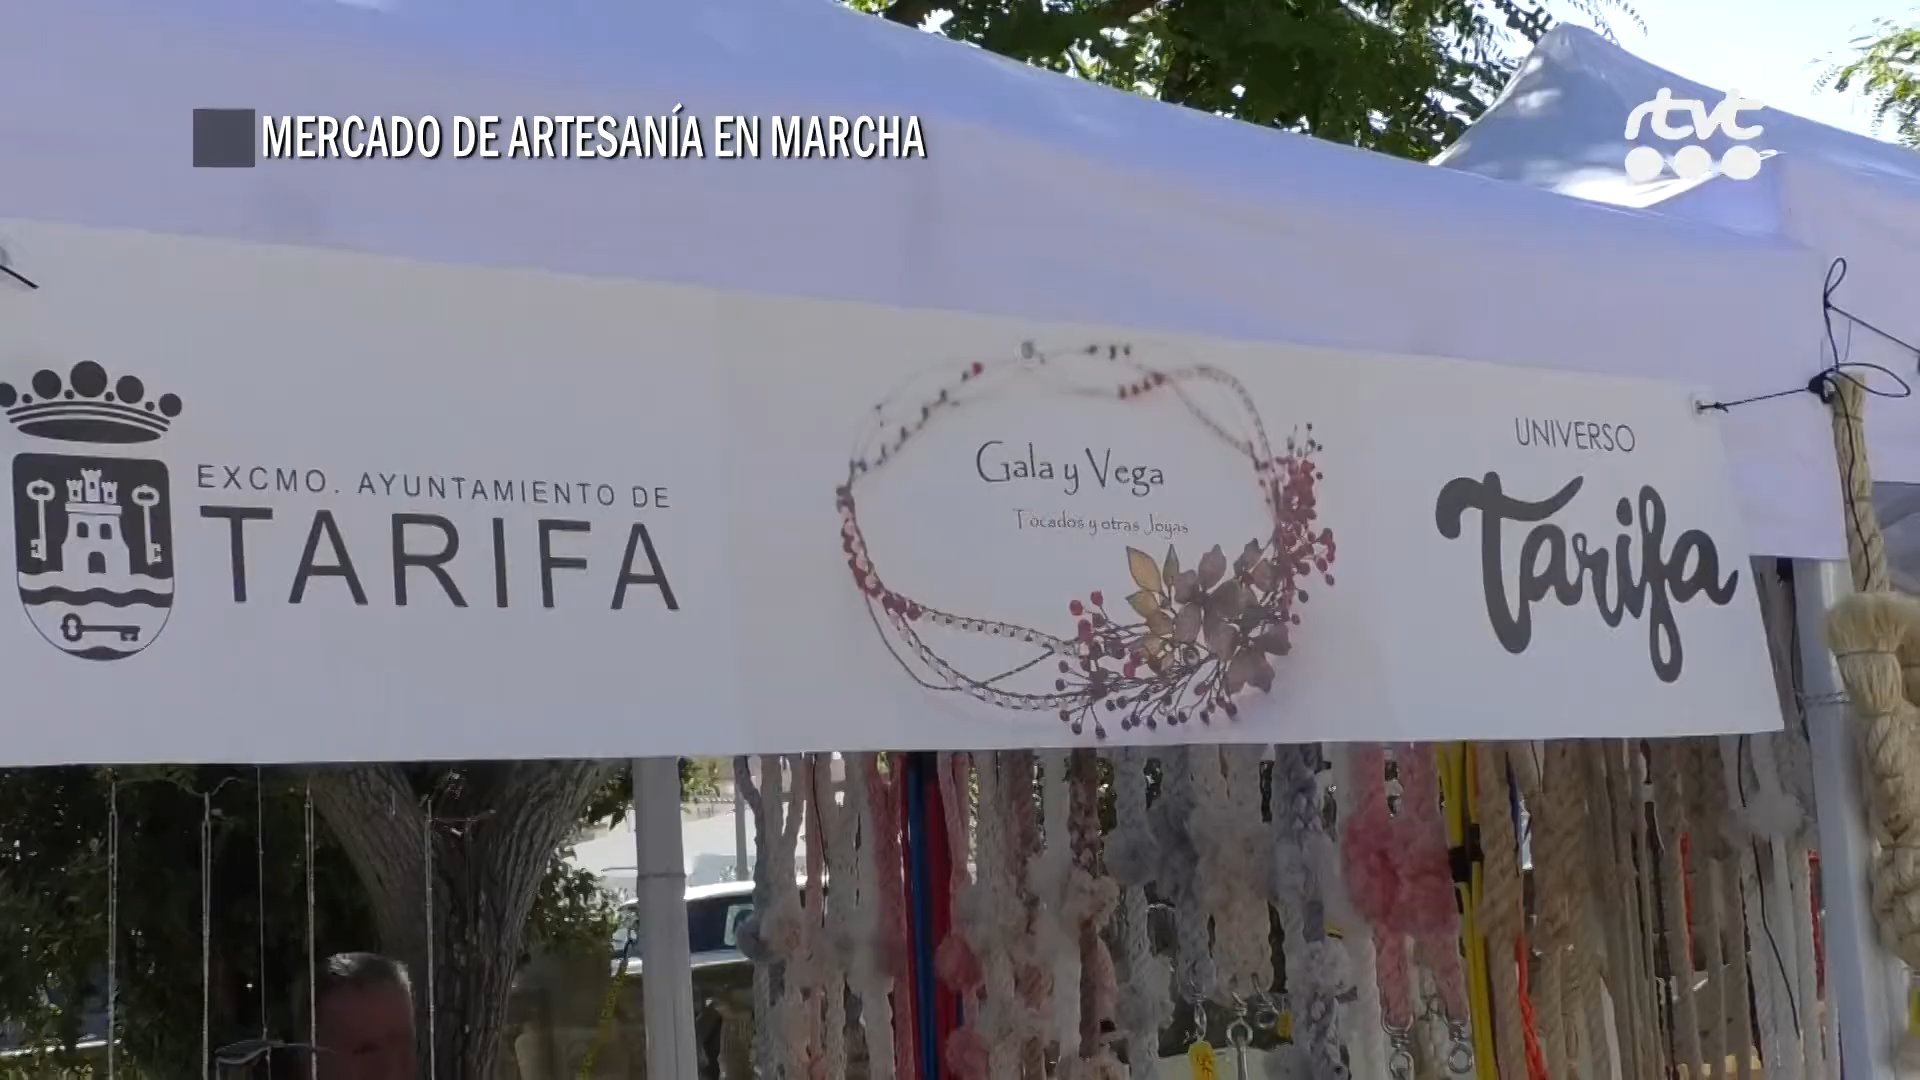 MERCADO DE ARTESANÍA EN MARCHA
rtvt
EXCMO. AYUNTAMIENTO DE
TARIFA
Gala y Vega
Tocados y otras Joyas
UNIVERSO
Tarifa